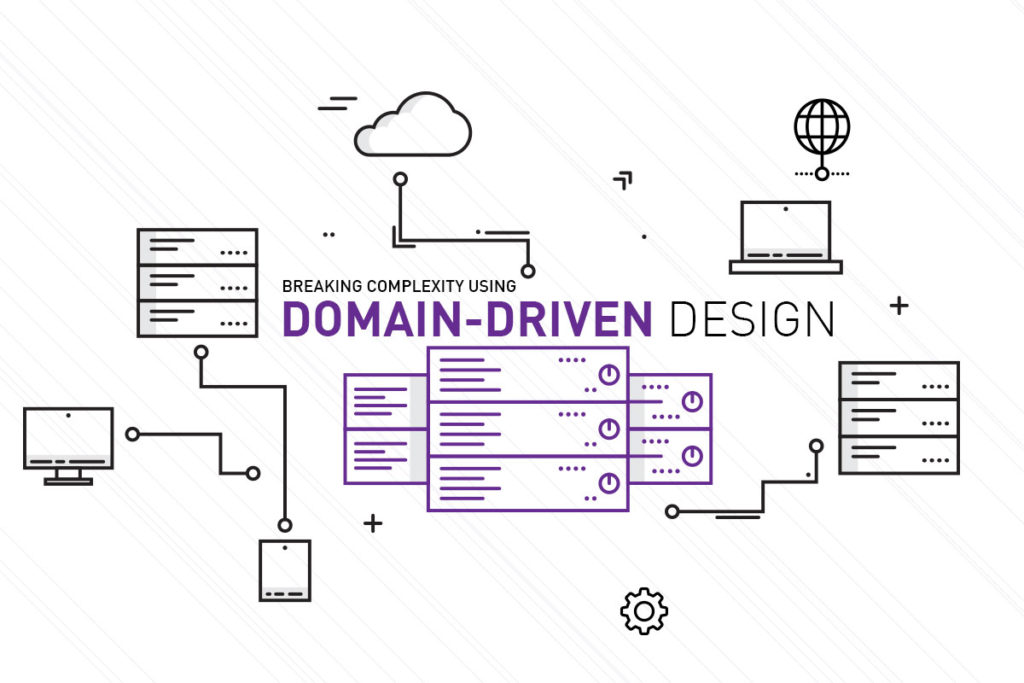 BREAKING COMPLEXITY USING
DOMAIN-DRIVEN DESIGN